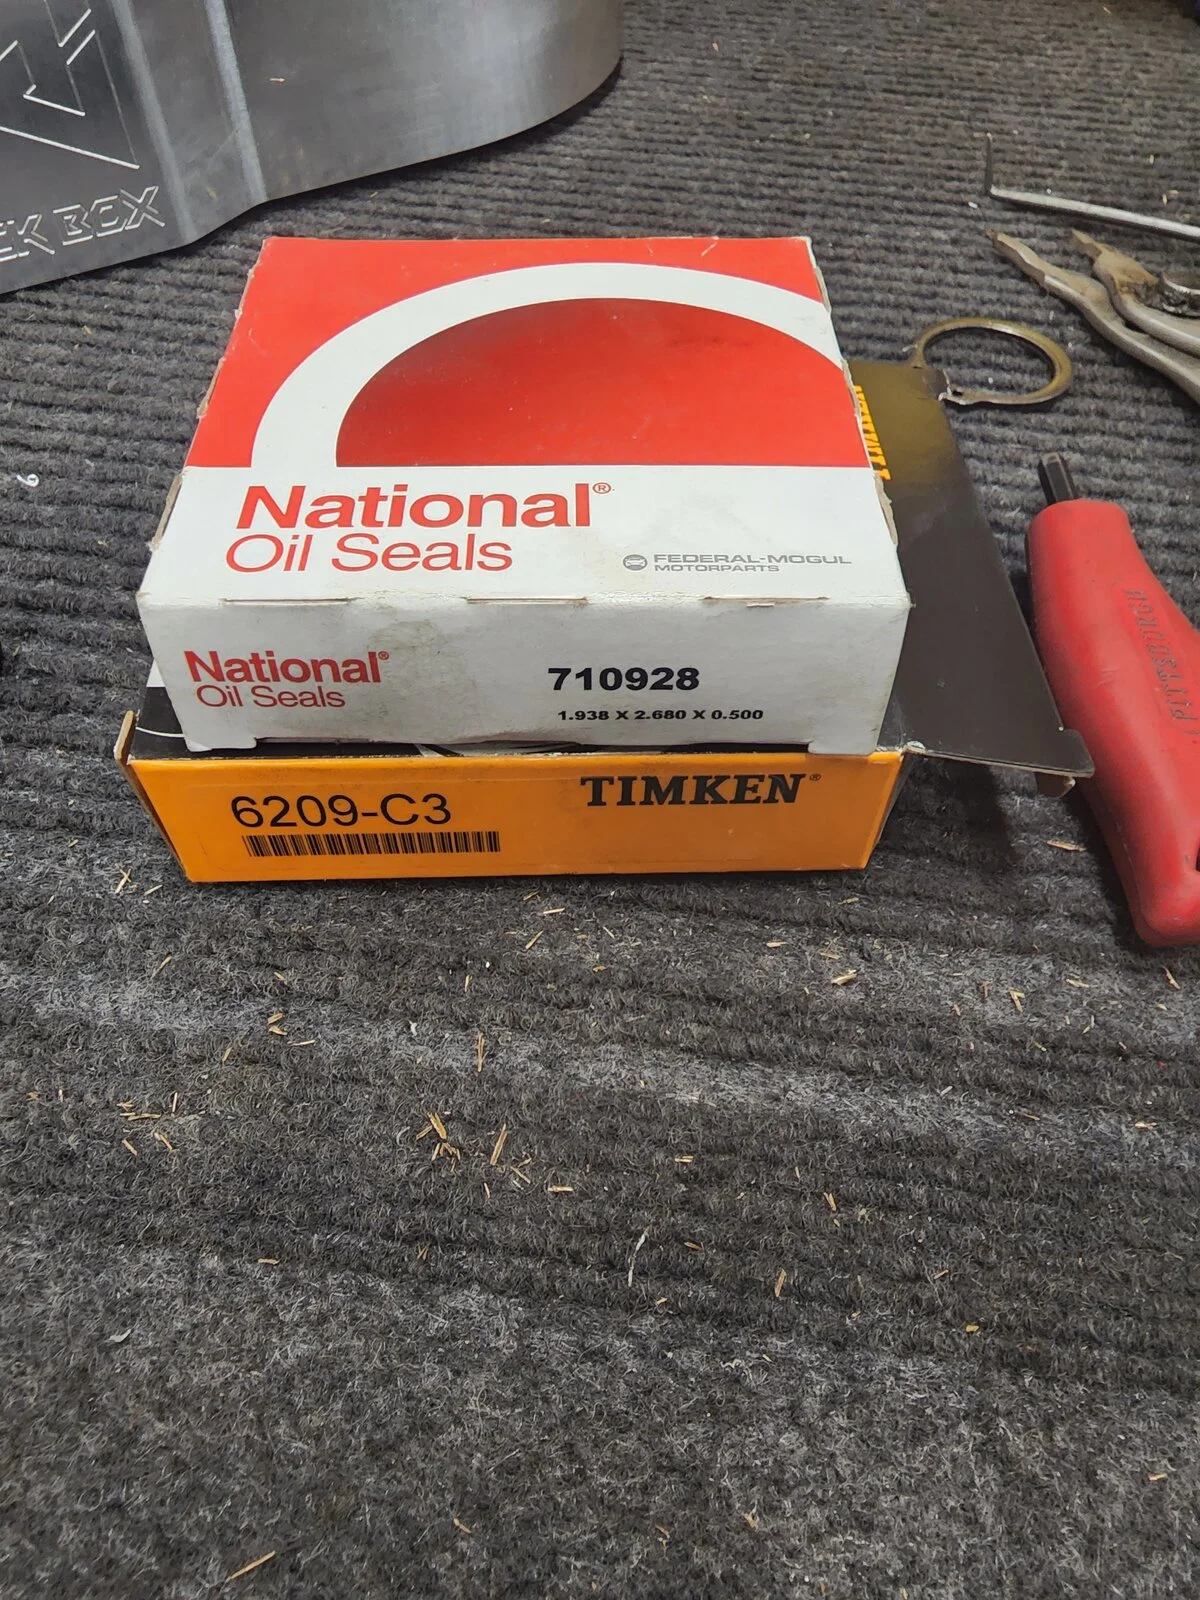 BOX
National®
Oil Seals
FEDERAL-MOGUL
MOTORPARTS
National®
Oil Seals
710928
1.938 X 2.680 X 0.500
6209-C3
TIMKEN®
PITTSBURGH